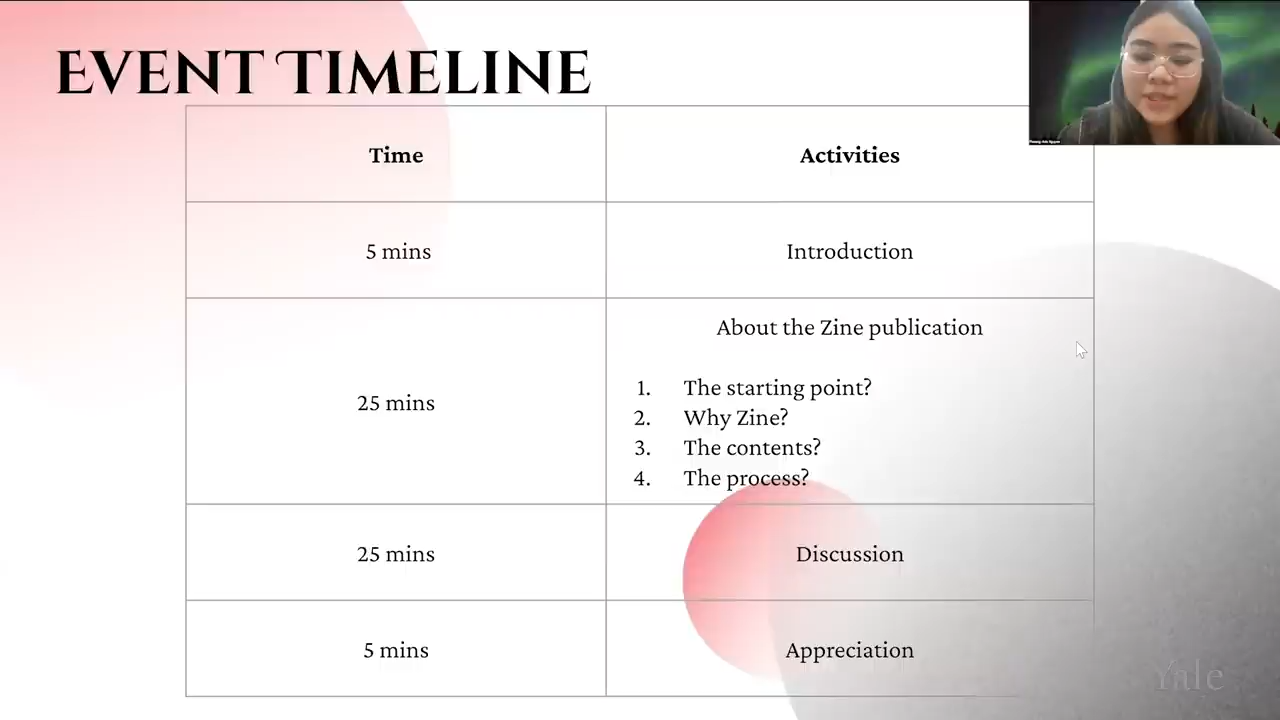 EVENT TIMELINE
Time
Activities
5 mins
Introduction
25 mins
About the Zine publication
1. The starting point?
2. Why Zine?
3. The contents?
4. The process?
25 mins
Discussion
5 mins
Appreciation
Yale